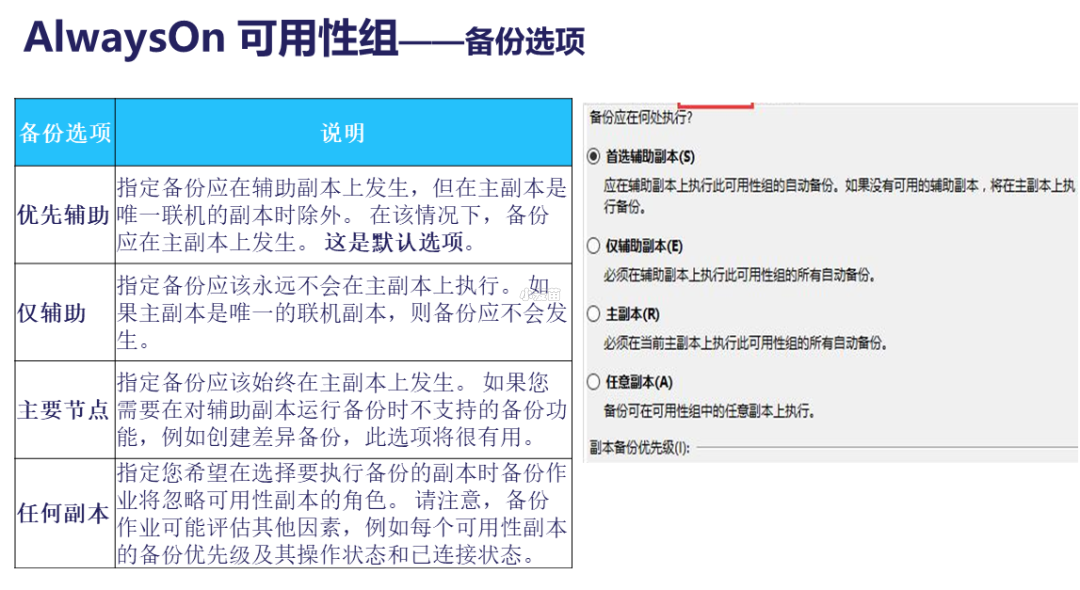 AlwaysOn 可用性组——备份选项
备份选项
说明
优先辅助
指定备份应在辅助副本上发生，但在主副本是
唯一联机的副本时除外。 在该情况下，备份
应在主副本上发生。 这是默认选项。
仅辅助
指定备份应该永远不会在主副本上执行。 如
果主副本是唯一的联机副本，则备份应不会发
生。
主要节点
指定备份应该始终在主副本上发生。 如果您
需要在对辅助副本运行备份时不支持的备份功
能，例如创建差异备份，此选项将很有用。
任何副本
指定您希望在选择要执行备份的副本时备份作
业将忽略可用性副本的角色。 请注意，备份
作业可能评估其他因素，例如每个可用性副本
的备份优先级及其操作状态和已连接状态。
备份应在何处执行?
首选辅助副本(S)
应在辅助副本上执行此可用性组的自动备份。如果没有可用的辅助副本，将在主副本上执
行备份。
仅辅助副本(E)
必须在辅助副本上执行此可用性组的所有自动备份。
主副本(R)
必须在当前主副本上执行此可用性组的所有自动备份。
任意副本(A)
备份可在可用性组中的任意副本上执行。
副本备份优先级(I):